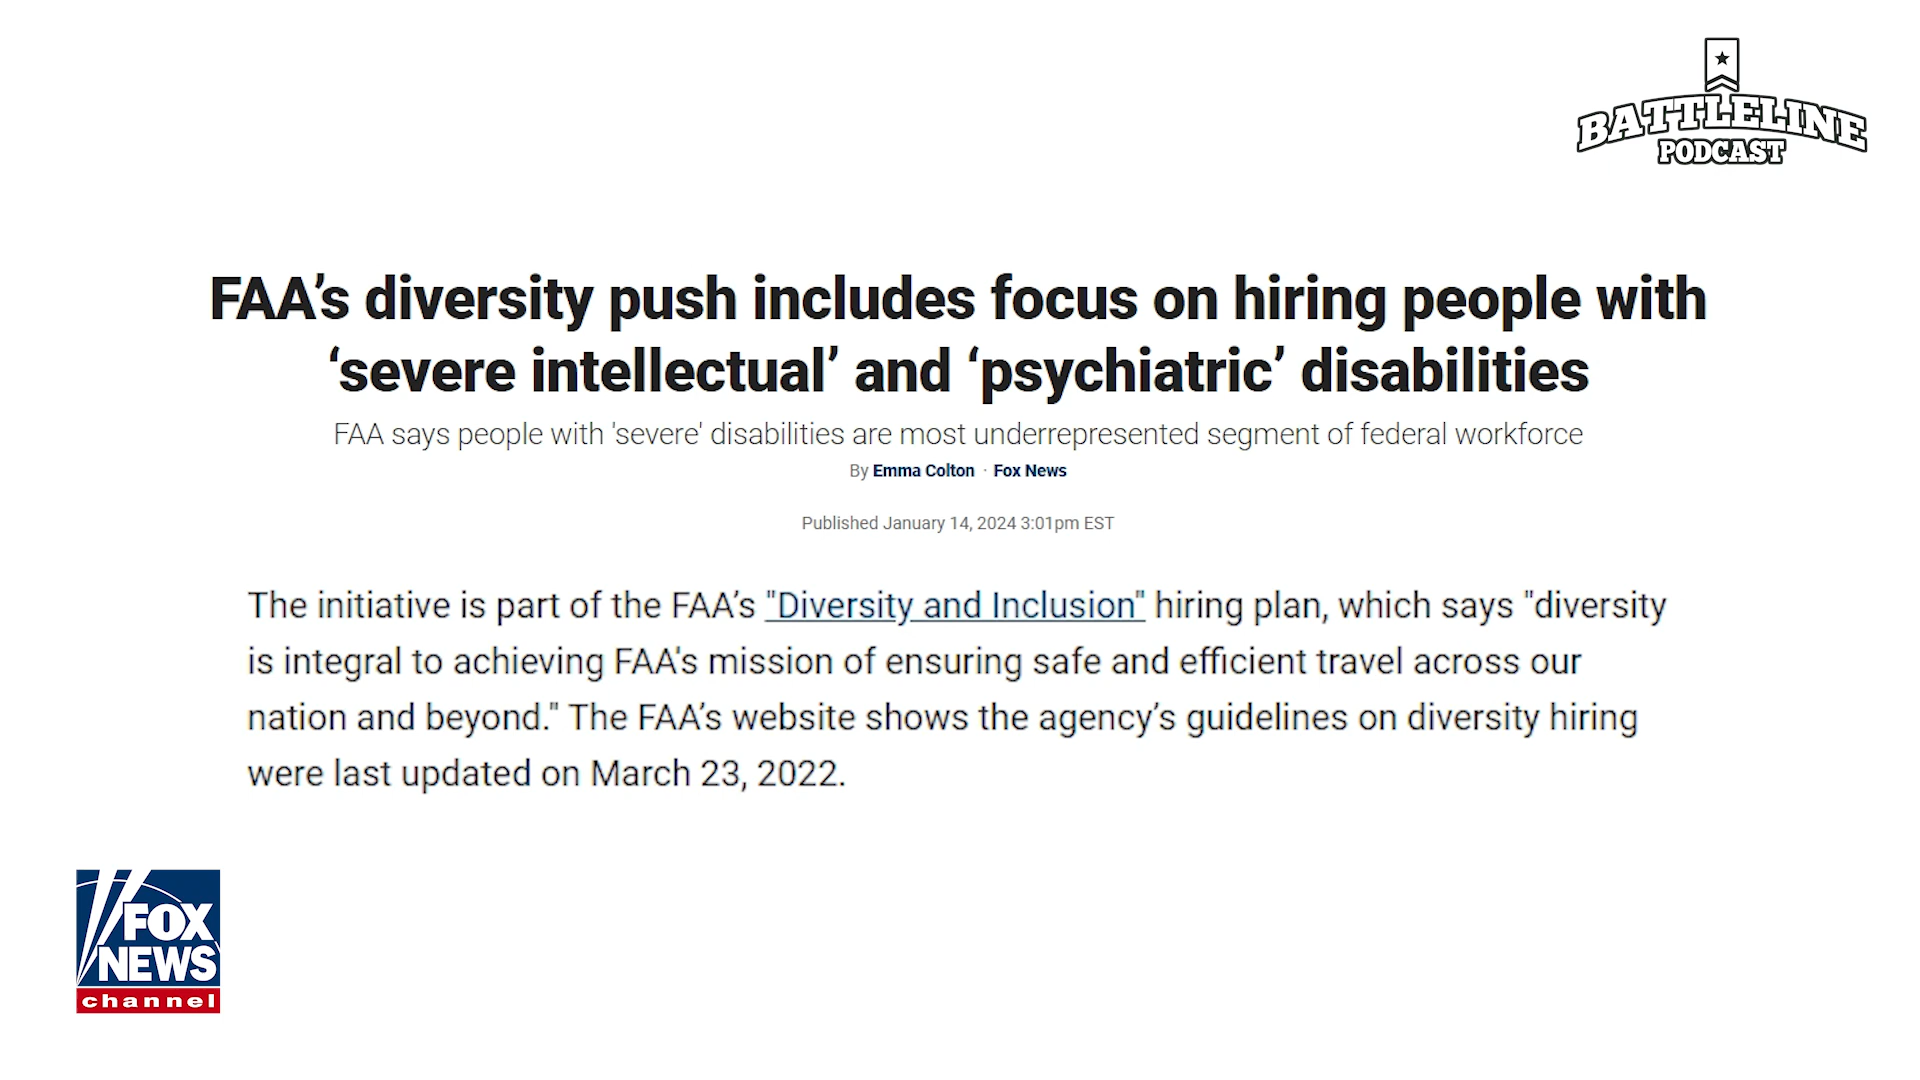 BATTLELINE
PODCAST
FAA’s diversity push includes focus on hiring people with
‘severe intellectual’ and ‘psychiatric’ disabilities
FAA says people with 'severe' disabilities are most underrepresented segment of federal workforce
By Emma Colton · Fox News
Published January 14, 2024 3:01pm EST
The initiative is part of the FAA’s "Diversity and Inclusion" hiring plan, which says "diversity
is integral to achieving FAA's mission of ensuring safe and efficient travel across our
nation and beyond." The FAA’s website shows the agency’s guidelines on diversity hiring
were last updated on March 23, 2022.
FOX
NEWS
channel